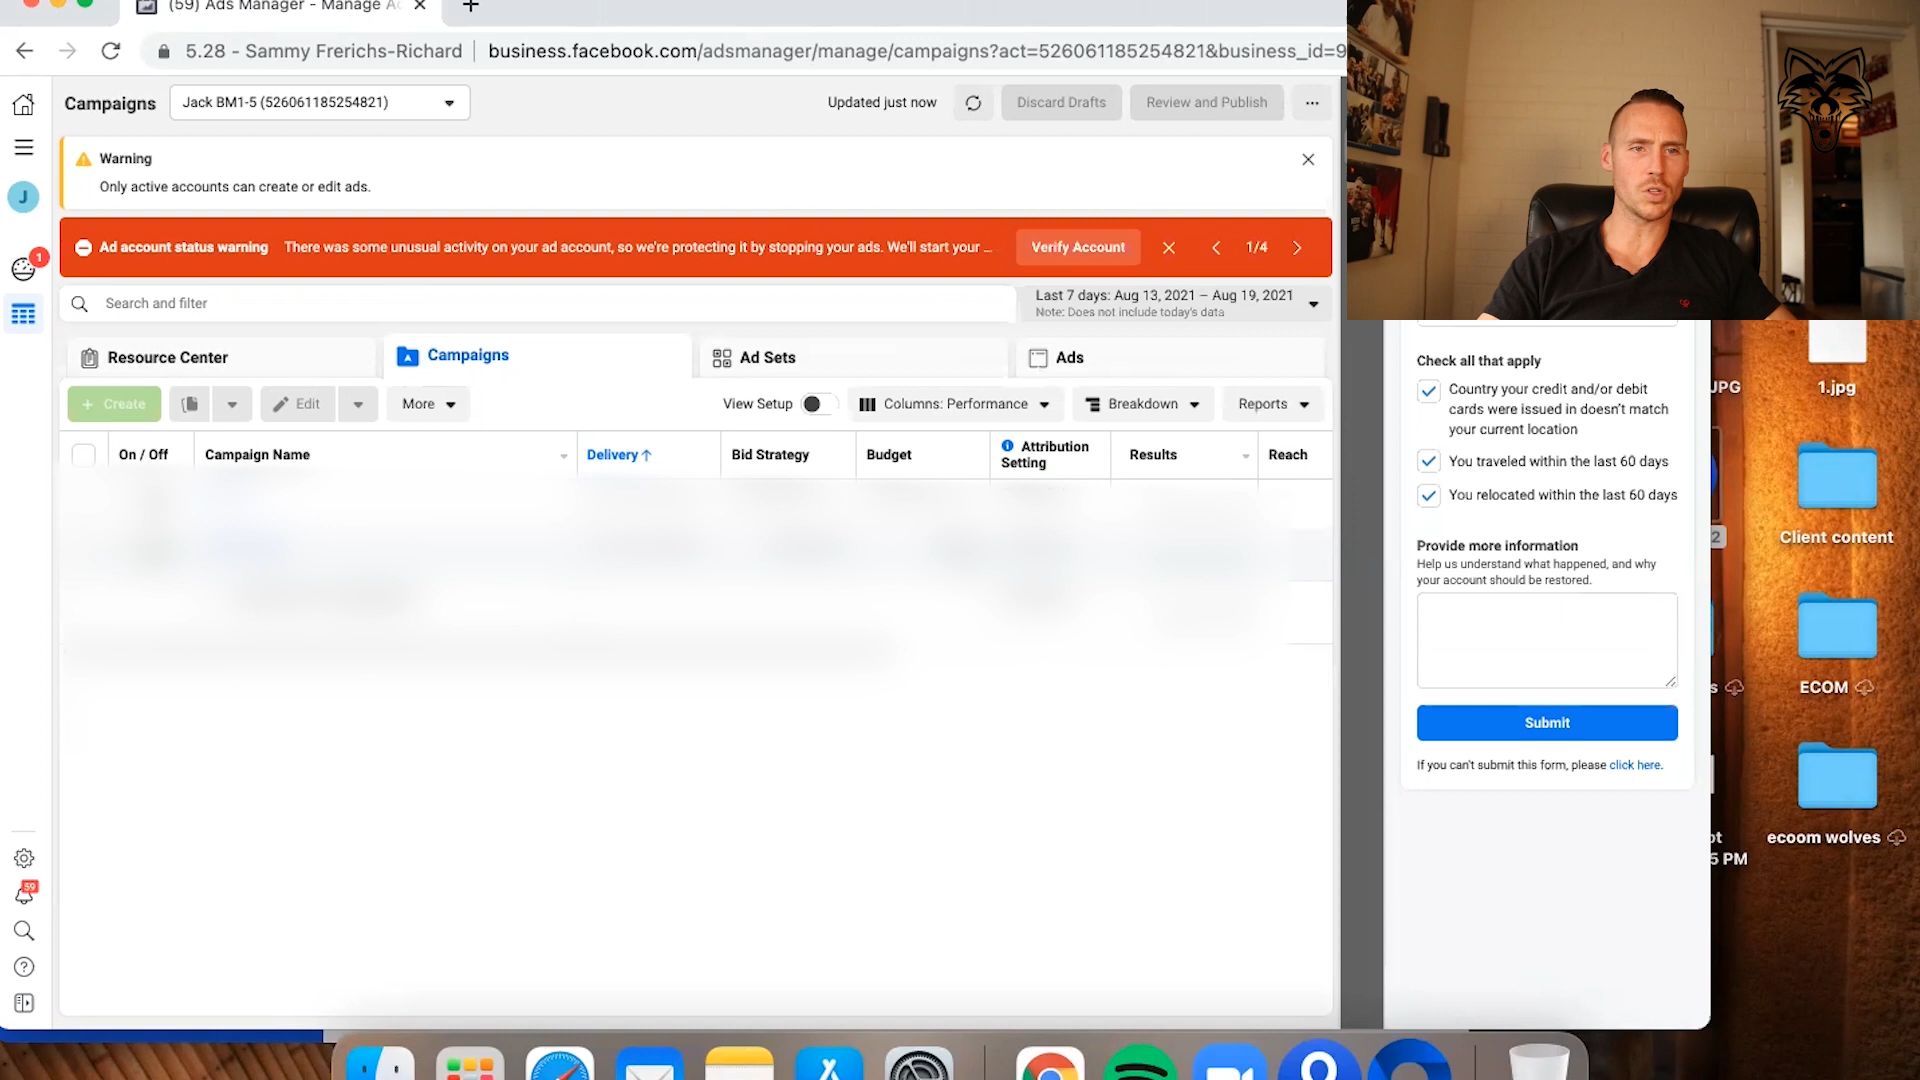 (59) Ads Manager - Manage
5.28 - Sammy Frerichs-Richard
business.facebook.com/adsmanager/manage/campaigns?act=526061185254821&business_id=9
Campaigns
Jack BM1-5 (526061185254821)
Updated just now
Discard Drafts
Review and Publish
...
J
Warning
Only active accounts can create or edit ads.
1
Ad account status warning
There was some unusual activity on your ad account, so we're protecting it by stopping your ads. We'll start your ...
Verify Account
1/4
Search and filter
Last 7 days: Aug 13, 2021 – Aug 19, 2021
Note: Does not include today's data
Resource Center
Campaigns
Ad Sets
Ads
+ Create
Edit
More
View Setup
Columns: Performance
Breakdown
Reports
On / Off
Campaign Name
Delivery ↑
Bid Strategy
Budget
Attribution
Setting
Results
Reach
59
Check all that apply
Country your credit and/or debit
cards were issued in doesn't match
your current location
You traveled within the last 60 days
You relocated within the last 60 days
Provide more information
Help us understand what happened, and why
your account should be restored.
Submit
If you can't submit this form, please click here.
JPG
1.jpg
2
Client content
s
ECOM
ecoom wolves
5 PM